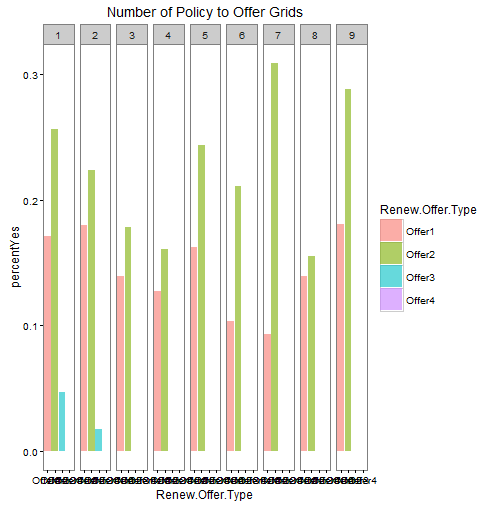 Number of Policy to Offer Grids
1 2 3 4 5 6 7 8 9
0.3
0.2
0.1
0.0
percentYes
Renew.Offer.Type
Renew.Offer.Type
Offer1
Offer2
Offer3
Offer4